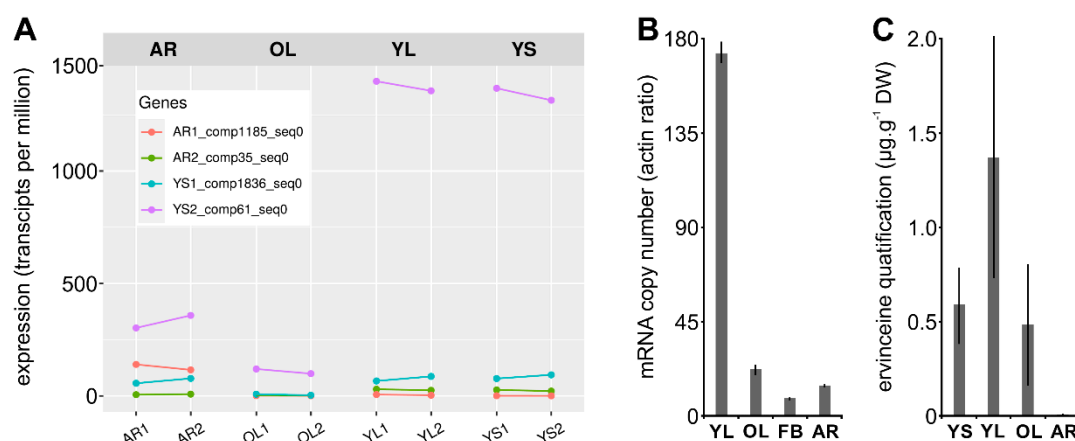 A
AR OL YL YS
expression (transcipts per million)
1500
1000
500
0
Genes
AR1_comp1185_seq0
AR2_comp35_seq0
YS1_comp1836_seq0
YS2_comp61_seq0
AR1 AR2 OL1 OL2 YL1 YL2 YS1 YS2
B
mRNA copy number (actin ratio)
180
135
90
45
0
YL OL FB AR
C
ervinceine quatification (µg.g⁻¹ DW)
2.0
1.5
1.0
0.5
0
YS YL OL AR